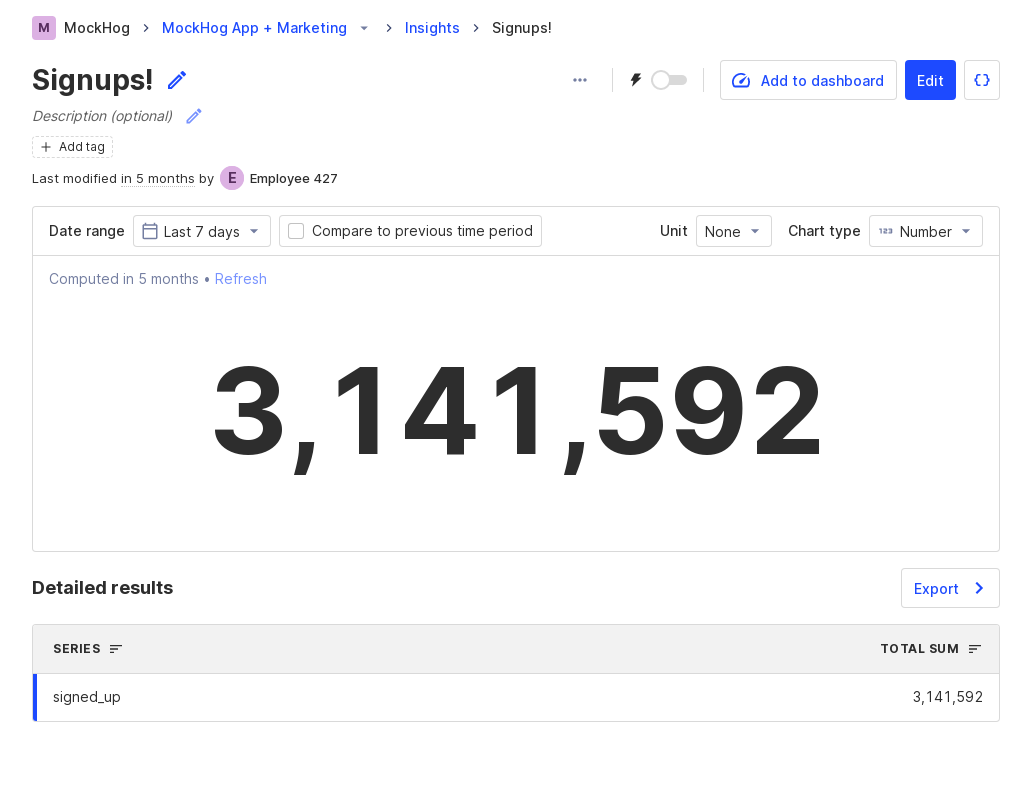 M MockHog MockHog App + Marketing Insights Signups!
Signups!
Add to dashboard Edit
Description (optional)
Add tag
Last modified in 5 months by E Employee 427
Date range Last 7 days Compare to previous time period Unit None Chart type 123 Number
Computed in 5 months • Refresh
3,141,592
Detailed results
Export
SERIES TOTAL SUM
signed_up 3,141,592